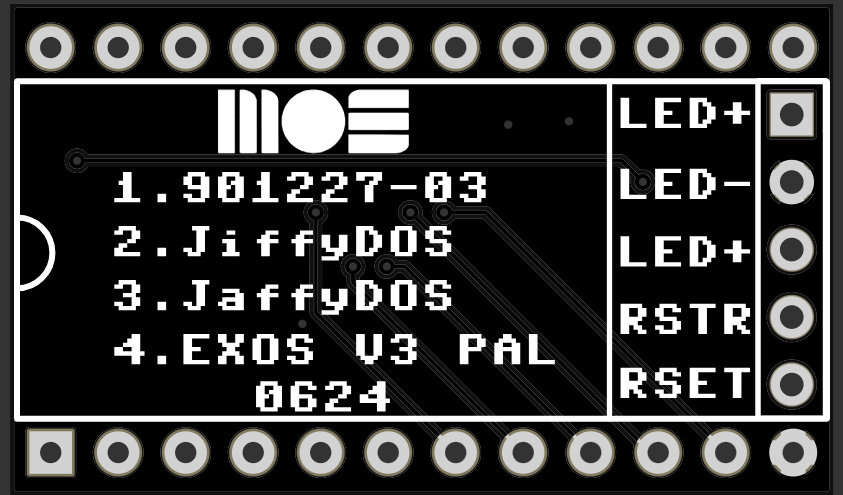 MOS
1.901227-03
2.JiffyDOS
3.JaffyDOS
4.EXOS V3 PAL
0624
LED+
LED-
LED+
RSTR
RSET